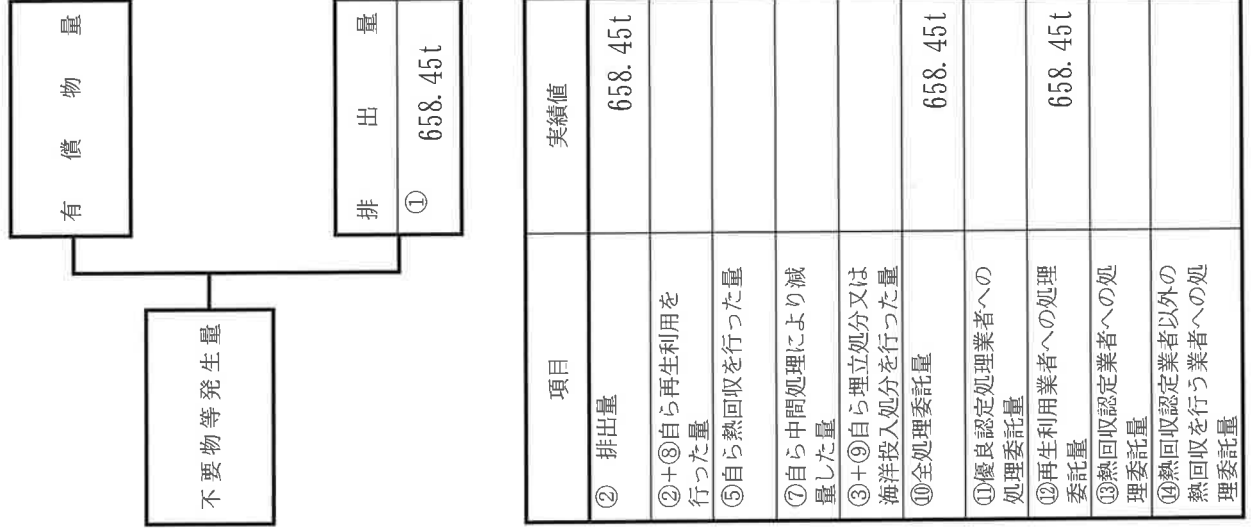 有償物量
不要物等発生量
排出量
① 658.45t
項目 実績値
② 排出量 658.45t
②+⑧自ら再生利用を
行った量
⑤自ら熱回収を行った量
⑦自ら中間処理により減
量した量
③+⑨自ら埋立処分又は
海洋投入処分を行った量
⑩全処理委託量 658.45t
⑪優良認定処理業者への
処理委託量
⑫再生利用業者への処理
委託量 658.45t
⑬熱回収認定業者への処
理委託量
⑭熱回収認定業者以外の
熱回収を行う業者への処
理委託量